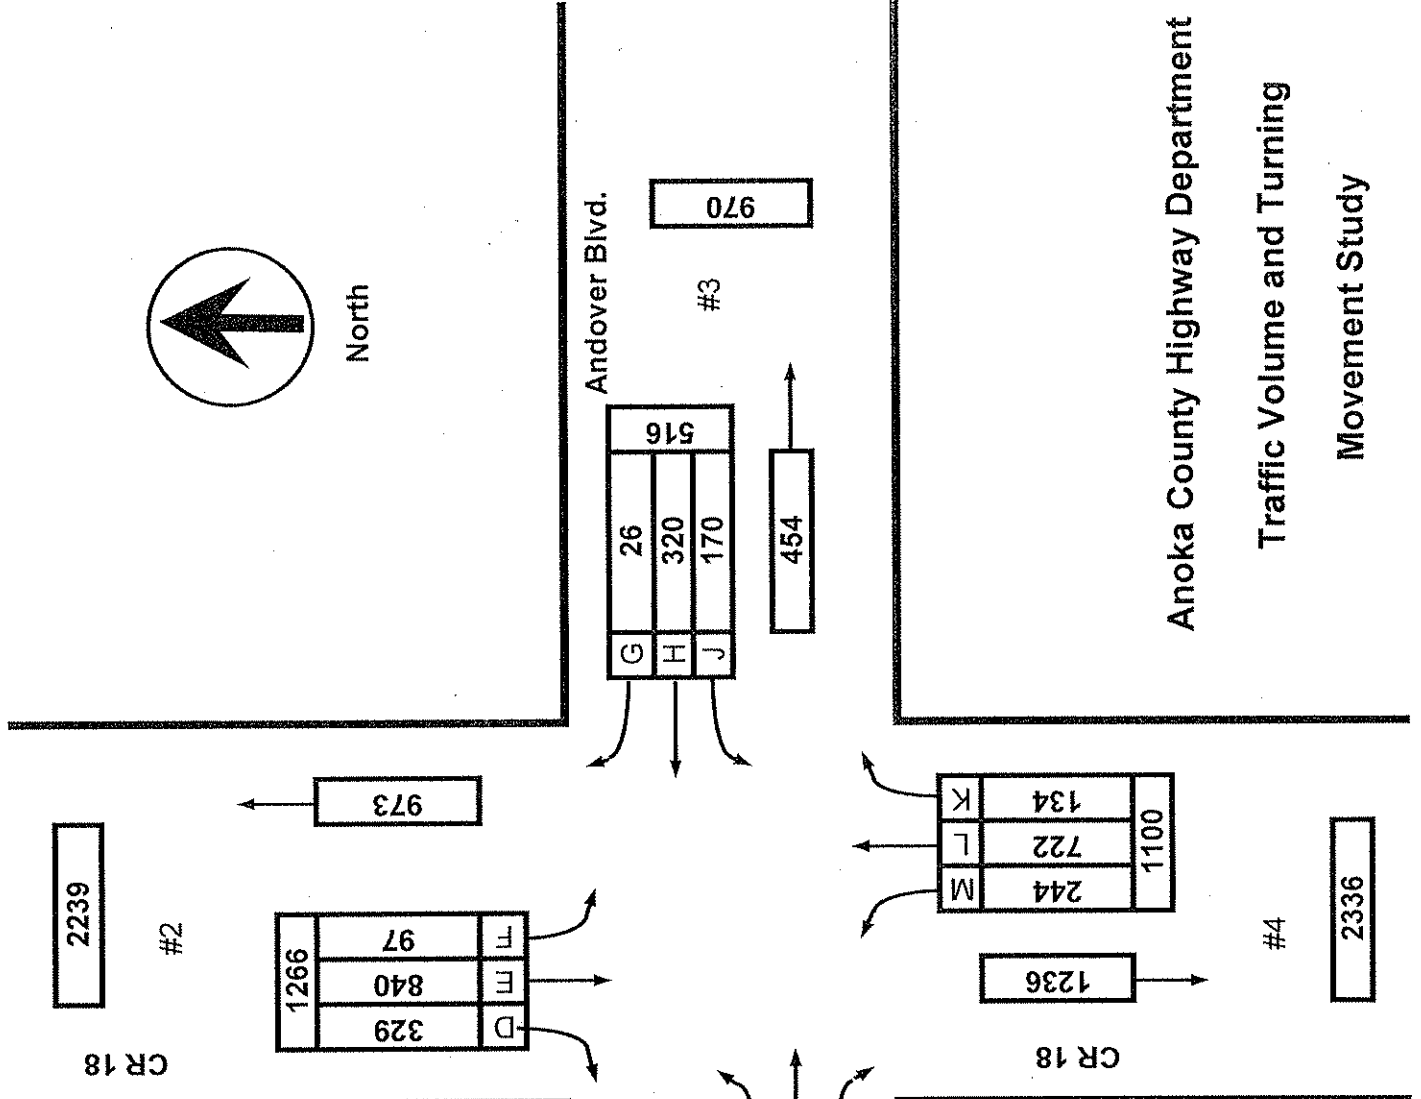 North
Andover Blvd.
#3
970
516
G 26
H 320
J 170
454
2239
#2
973
1266
329 840 97
D E F
CR 18
M L K
244 722 134
1100
1236
#4
2336
CR 18
Anoka County Highway Department
Traffic Volume and Turning
Movement Study